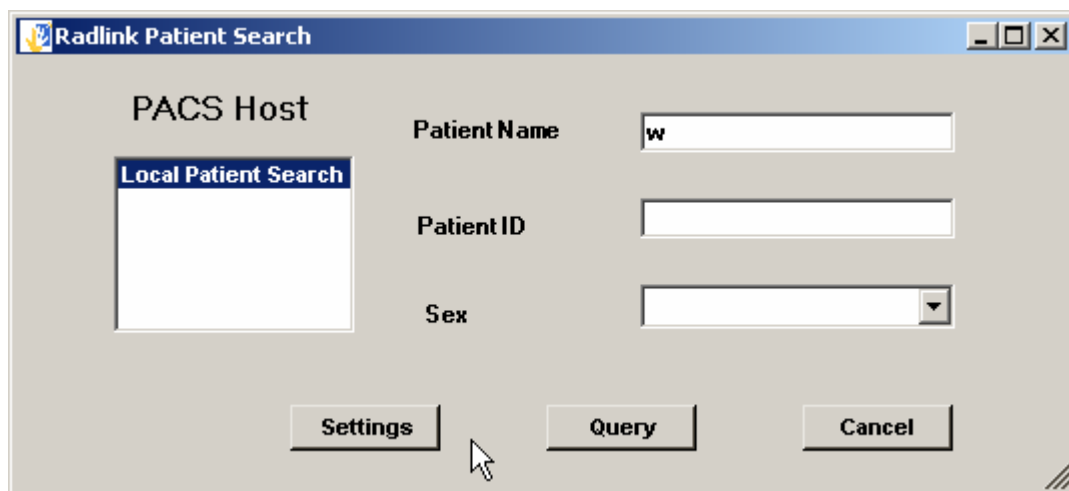 Radlink Patient Search
PACS Host
Local Patient Search
Patient Name
w
Patient ID
Sex
Settings
Query
Cancel